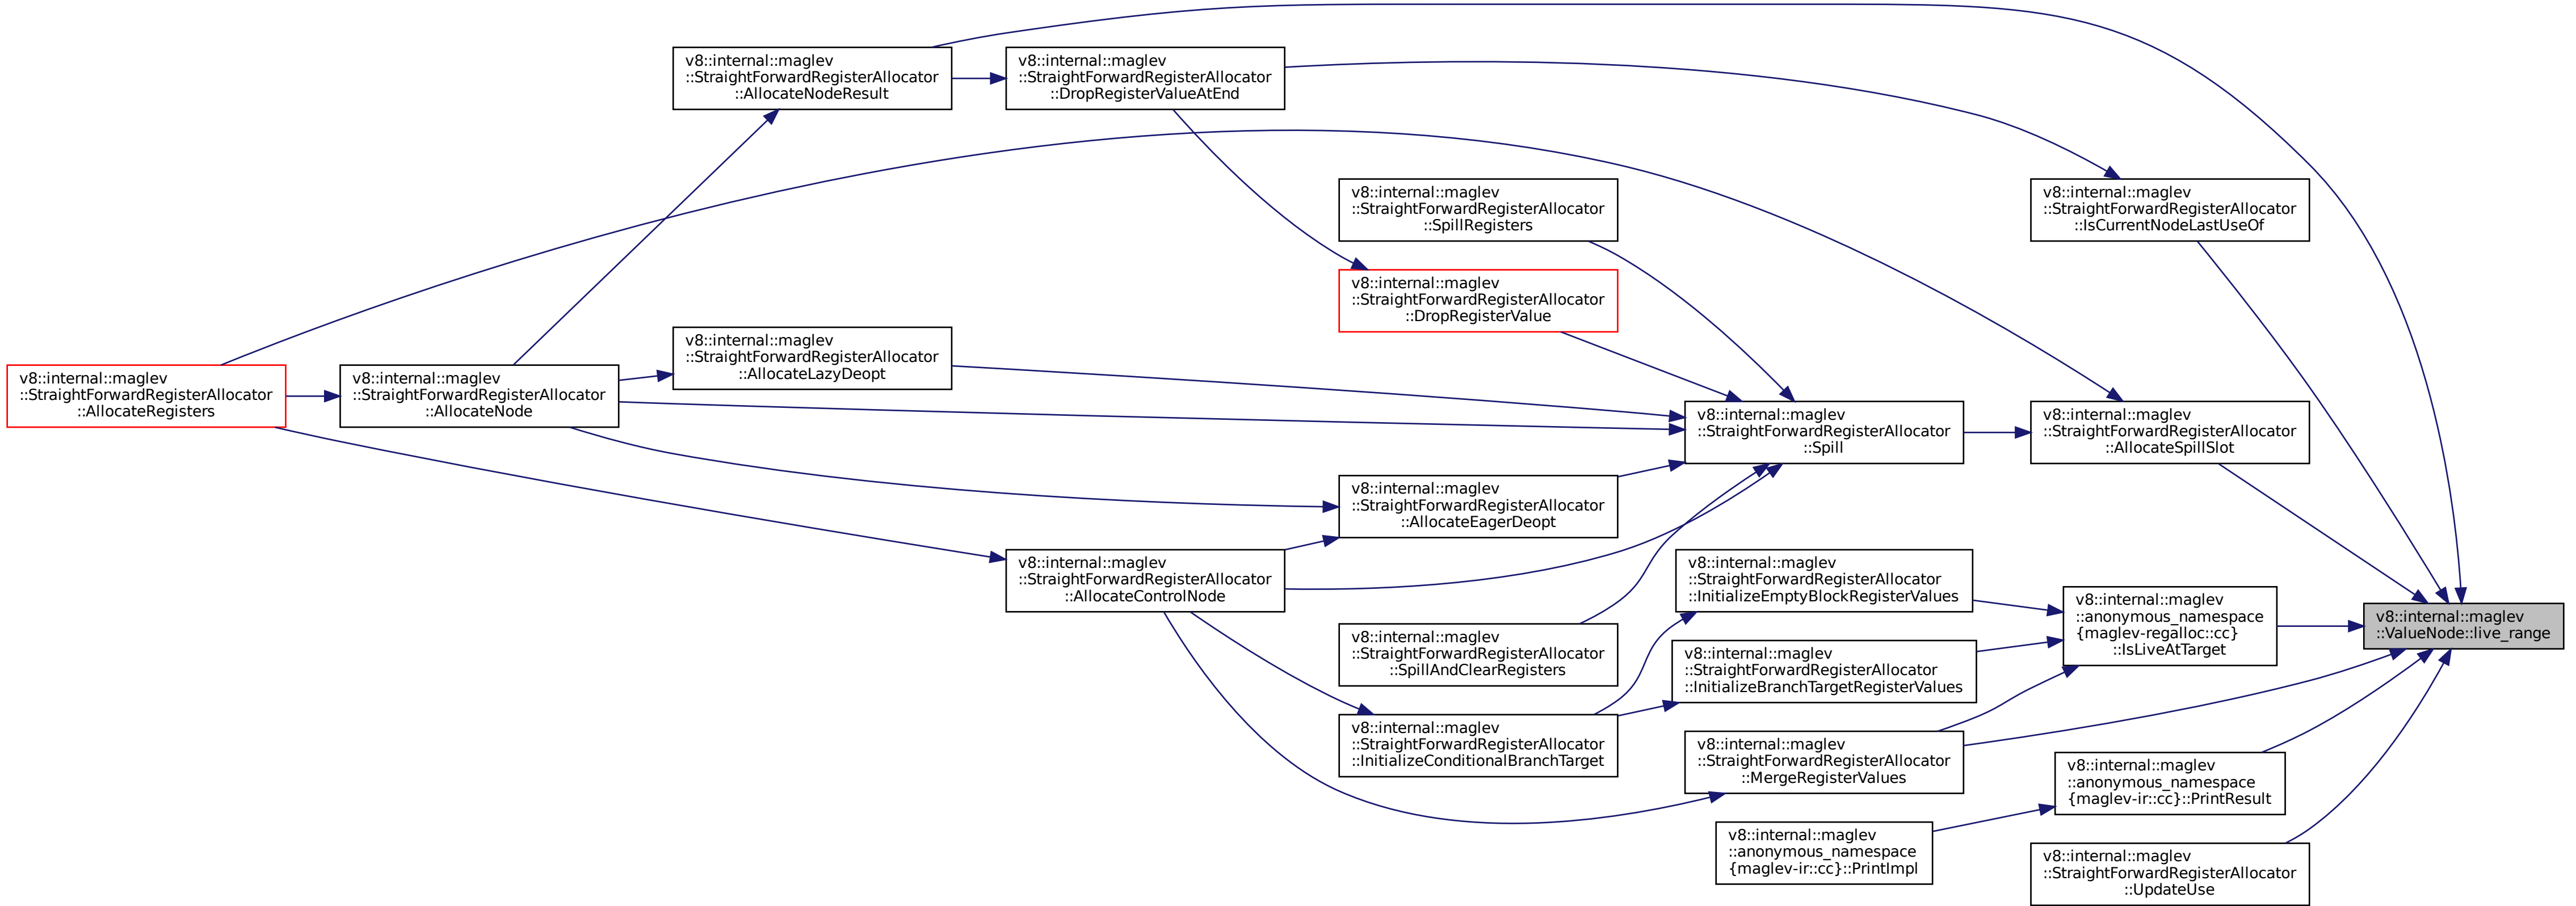 v8::internal::maglev
::StraightForwardRegisterAllocator
::AllocateNodeResult
v8::internal::maglev
::StraightForwardRegisterAllocator
::DropRegisterValueAtEnd
v8::internal::maglev
::StraightForwardRegisterAllocator
::SpillRegisters
v8::internal::maglev
::StraightForwardRegisterAllocator
::IsCurrentNodeLastUseOf
v8::internal::maglev
::StraightForwardRegisterAllocator
::DropRegisterValue
v8::internal::maglev
::StraightForwardRegisterAllocator
::AllocateLazyDeopt
v8::internal::maglev
::StraightForwardRegisterAllocator
::AllocateRegisters
v8::internal::maglev
::StraightForwardRegisterAllocator
::AllocateNode
v8::internal::maglev
::StraightForwardRegisterAllocator
::Spill
v8::internal::maglev
::StraightForwardRegisterAllocator
::AllocateSpillSlot
v8::internal::maglev
::StraightForwardRegisterAllocator
::AllocateEagerDeopt
v8::internal::maglev
::StraightForwardRegisterAllocator
::AllocateControlNode
v8::internal::maglev
::StraightForwardRegisterAllocator
::InitializeEmptyBlockRegisterValues
v8::internal::maglev
::anonymous_namespace
{maglev-regalloc::cc}
::IsLiveAtTarget
v8::internal::maglev
::ValueNode::live_range
v8::internal::maglev
::StraightForwardRegisterAllocator
::SpillAndClearRegisters
v8::internal::maglev
::StraightForwardRegisterAllocator
::InitializeBranchTargetRegisterValues
v8::internal::maglev
::StraightForwardRegisterAllocator
::InitializeConditionalBranchTarget
v8::internal::maglev
::StraightForwardRegisterAllocator
::MergeRegisterValues
v8::internal::maglev
::anonymous_namespace
{maglev-ir::cc}::PrintResult
v8::internal::maglev
::anonymous_namespace
{maglev-ir::cc}::PrintImpl
v8::internal::maglev
::StraightForwardRegisterAllocator
::UpdateUse